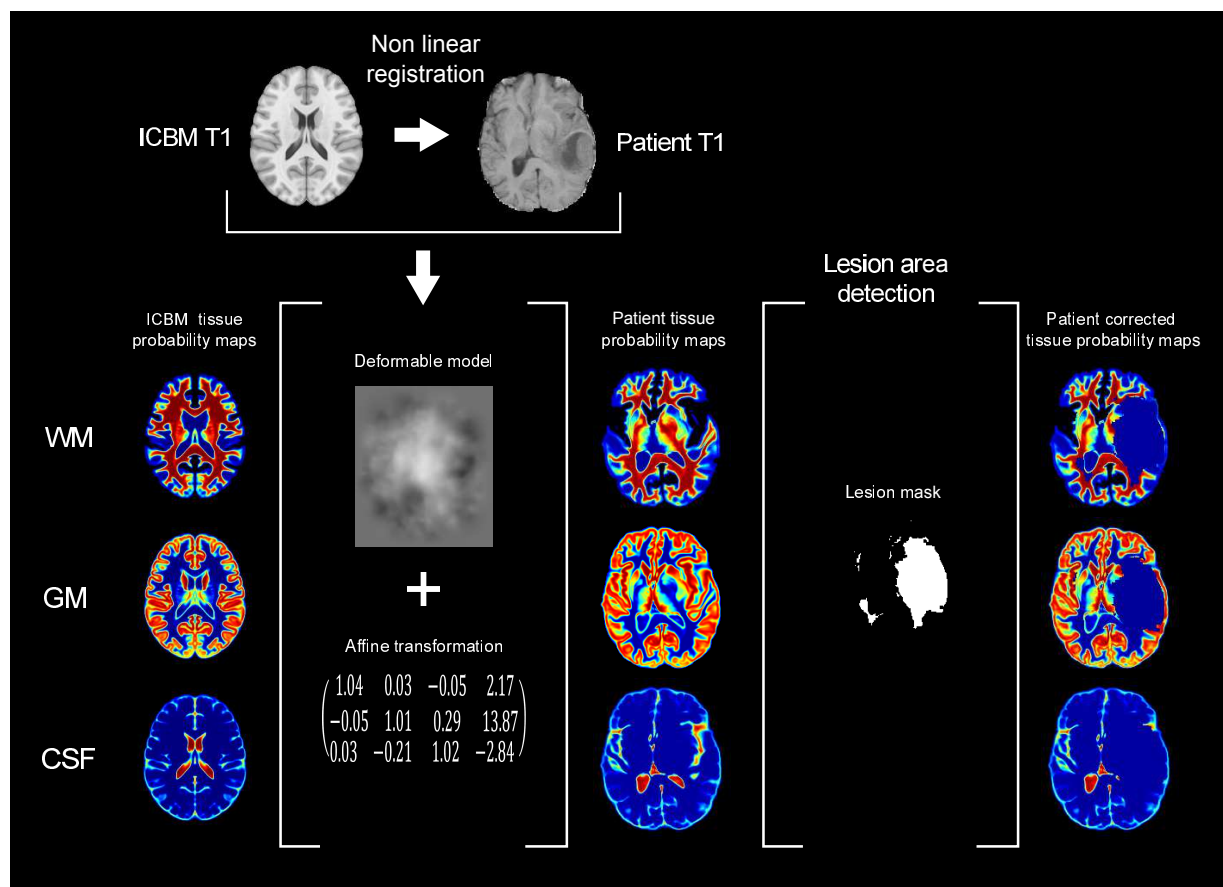 Non linear
registration
ICBM T1
Patient T1
Lesion area
detection
ICBM tissue
probability maps
Patient tissue
probability maps
Patient corrected
tissue probability maps
Deformable model
WM
Lesion mask
GM
+
Affine transformation
1.04 0.03 −0.05 2.17
−0.05 1.01 0.29 13.87
0.03 −0.21 1.02 −2.84
CSF